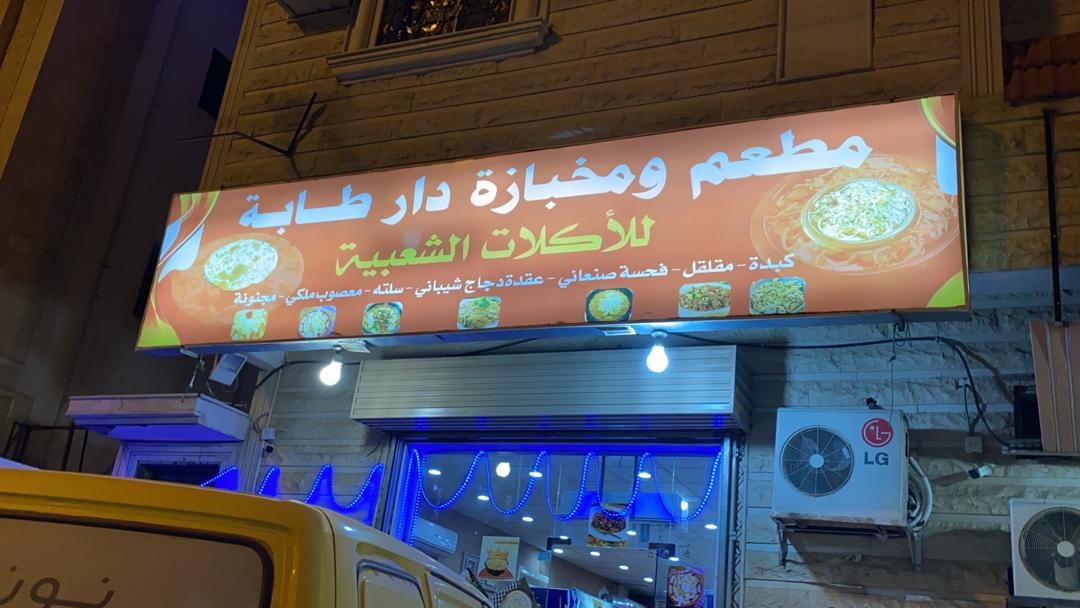 مطعم ومخبازة دار طابة
للأكلات الشعبية
كبدة - مقلقل - فحسة صنعاني - عقدة دجاج شيباني - سلته - معصوب ملكي - مجنونة
LG